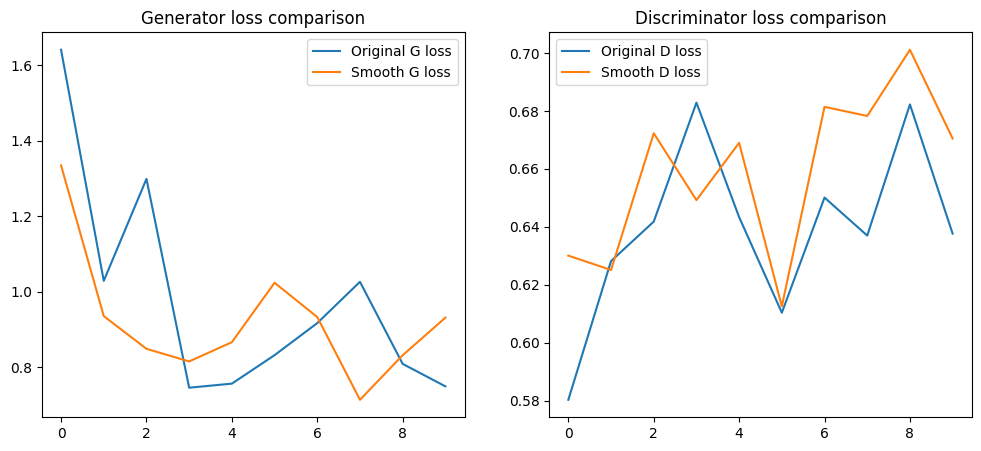 Generator loss comparison
Original G loss
Smooth G loss
1.6
1.4
1.2
1.0
0.8
0 2 4 6 8
Discriminator loss comparison
Original D loss
Smooth D loss
0.70
0.68
0.66
0.64
0.62
0.60
0.58
0 2 4 6 8